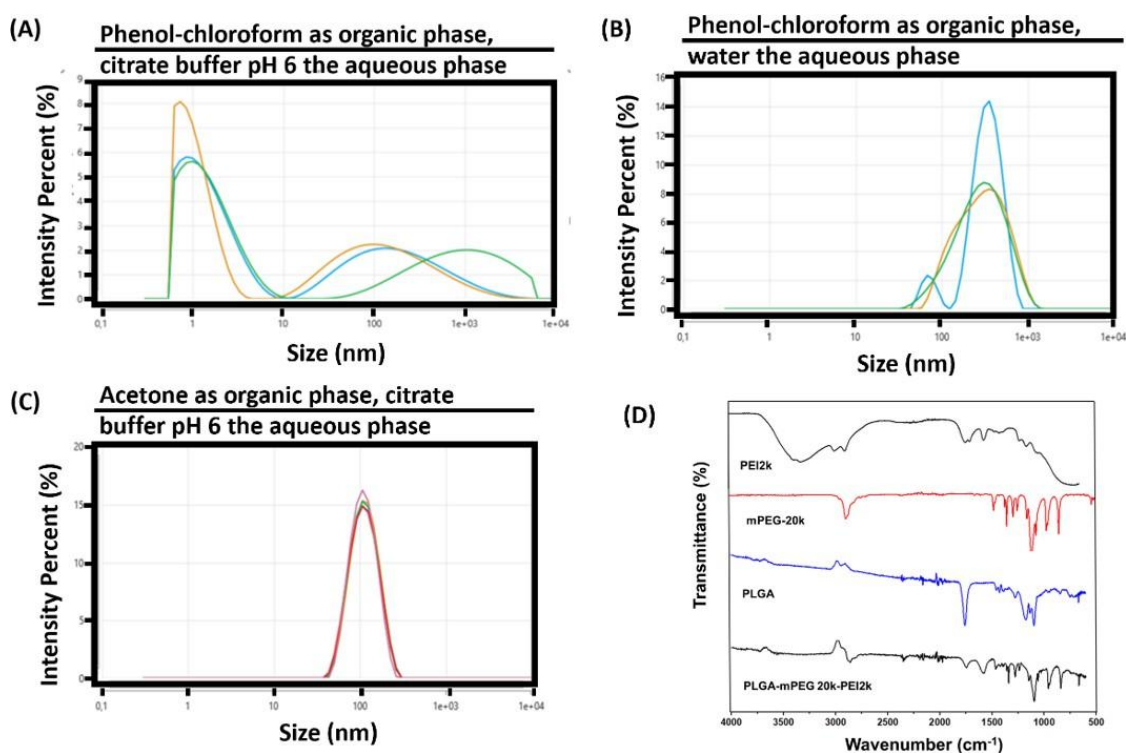 (A)
Phenol-chloroform as organic phase,
citrate buffer pH 6 the aqueous phase
Intensity Percent (%)
9
8
7
6
5
4
3
2
1
0
0,1
1
10
100
1e+03
1e+04
Size (nm)
(B)
Phenol-chloroform as organic phase,
water the aqueous phase
Intensity Percent (%)
16
14
12
10
8
6
4
2
0
0,1
1
10
100
1e+03
1e+04
Size (nm)
(C)
Acetone as organic phase, citrate
buffer pH 6 the aqueous phase
Intensity Percent (%)
20
15
10
5
0
0,1
1
10
100
1e+03
1e+04
Size (nm)
(D)
Transmittance (%)
PEI2k
mPEG-20k
PLGA
PLGA-mPEG 20k-PEI2k
4000
3500
3000
2500
2000
1500
1000
500
Wavenumber (cm-1)